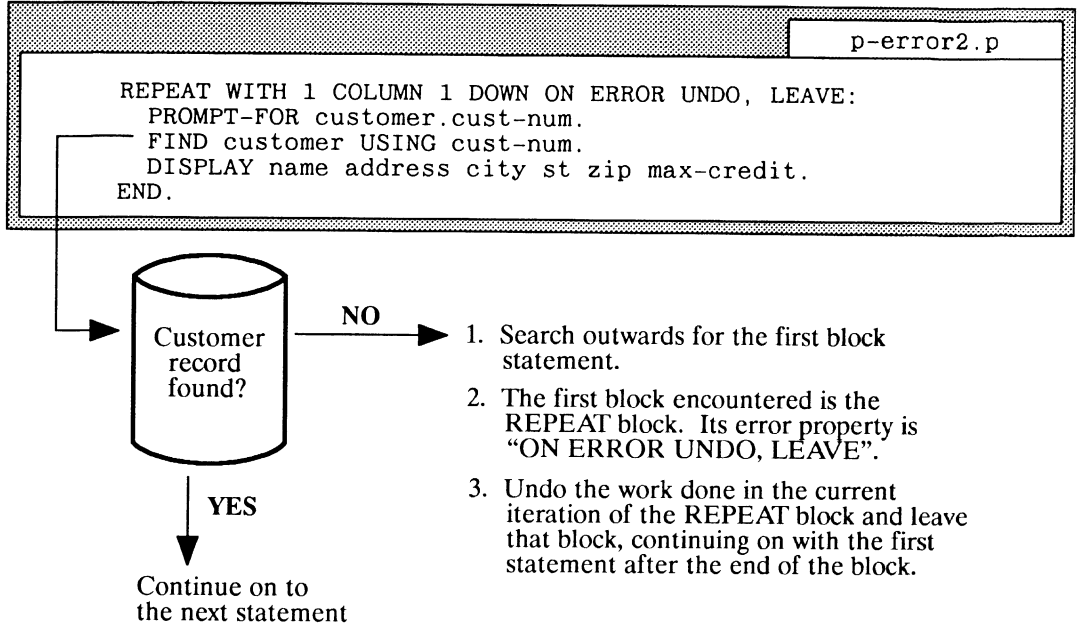 p-error2.p
REPEAT WITH 1 COLUMN 1 DOWN ON ERROR UNDO, LEAVE:
PROMPT-FOR customer.cust-num.
FIND customer USING cust-num.
DISPLAY name address city st zip max-credit.
END.
Customer
record
found?
NO
1. Search outwards for the first block
statement.
2. The first block encountered is the
REPEAT block. Its error property is
“ON ERROR UNDO, LEAVE”.
3. Undo the work done in the current
iteration of the REPEAT block and leave
that block, continuing on with the first
statement after the end of the block.
YES
Continue on to
the next statement